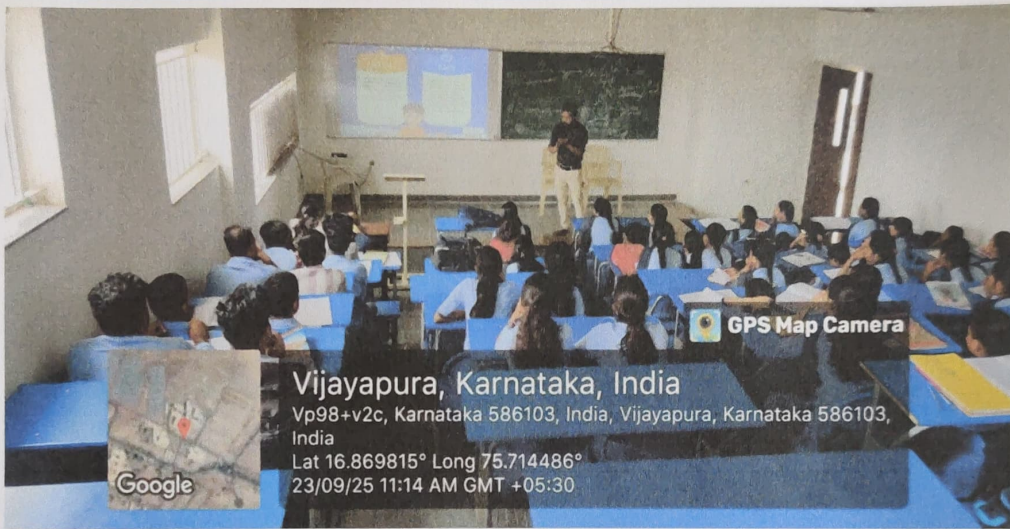 GPS Map Camera
Vijayapura, Karnataka, India
Vp98+v2c, Karnataka 586103, India, Vijayapura, Karnataka 586103,
India
Lat 16.869815° Long 75.714486°
23/09/25 11:14 AM GMT +05:30
Google